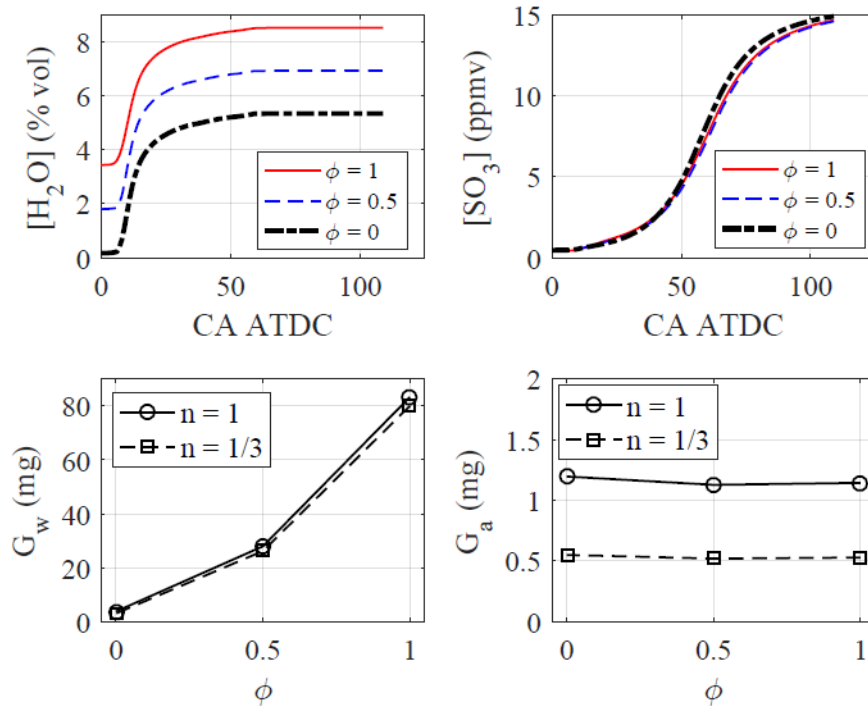 [H₂O] (% vol)
8
6
4
2
0
ϕ = 1
ϕ = 0.5
ϕ = 0
0 50 100
CA ATDC
[SO₃] (ppmv)
15
10
5
0
ϕ = 1
ϕ = 0.5
ϕ = 0
0 50 100
CA ATDC
G_w (mg)
80
60
40
20
0
n = 1
n = 1/3
0 0.5 1
ϕ
G_a (mg)
2
1.5
1
0.5
0
n = 1
n = 1/3
0 0.5 1
ϕ